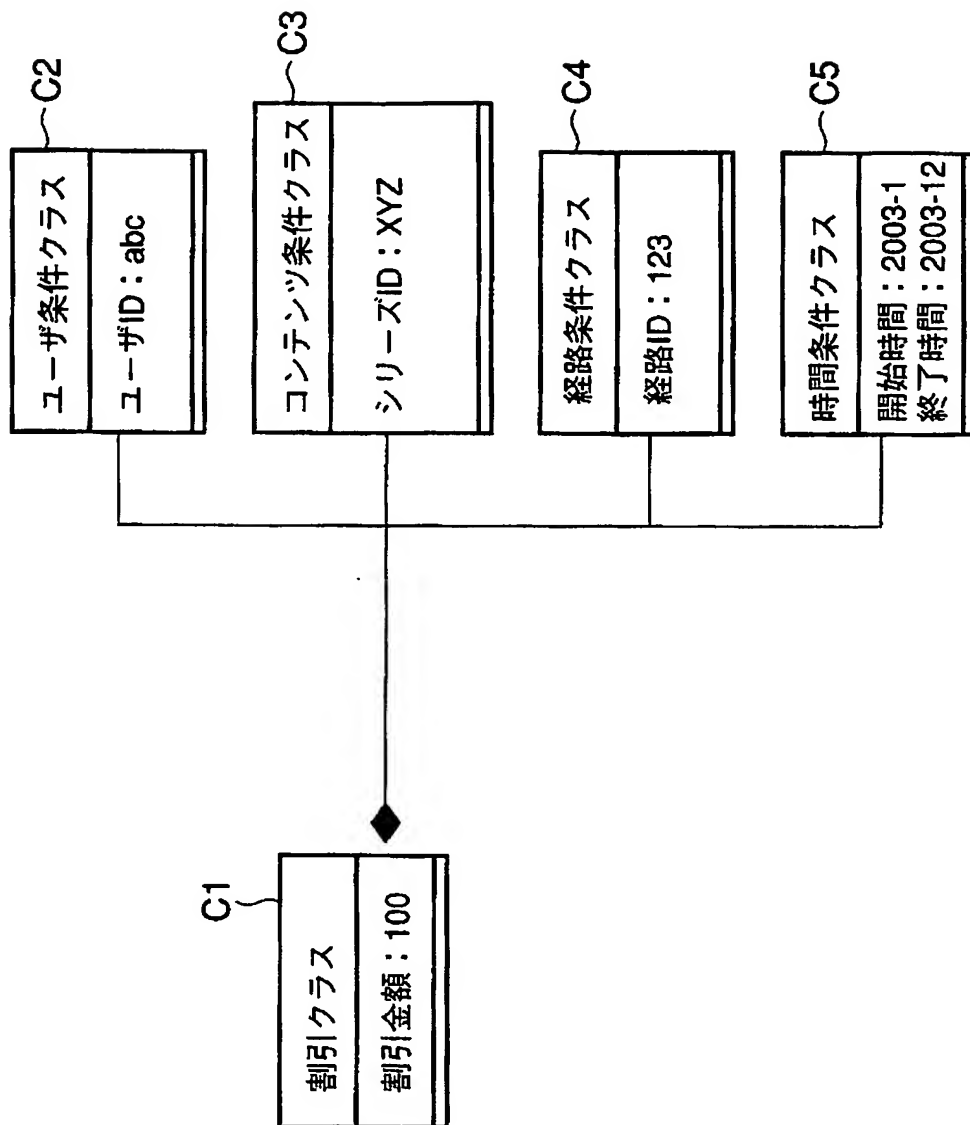 C1
割引クラス
割引金額：100
C2
ユーザ条件クラス
ユーザID：abc
C3
コンテンツ条件クラス
シリーズID：XYZ
C4
経路条件クラス
経路ID：123
C5
時間条件クラス
開始時間：2003-1
終了時間：2003-12